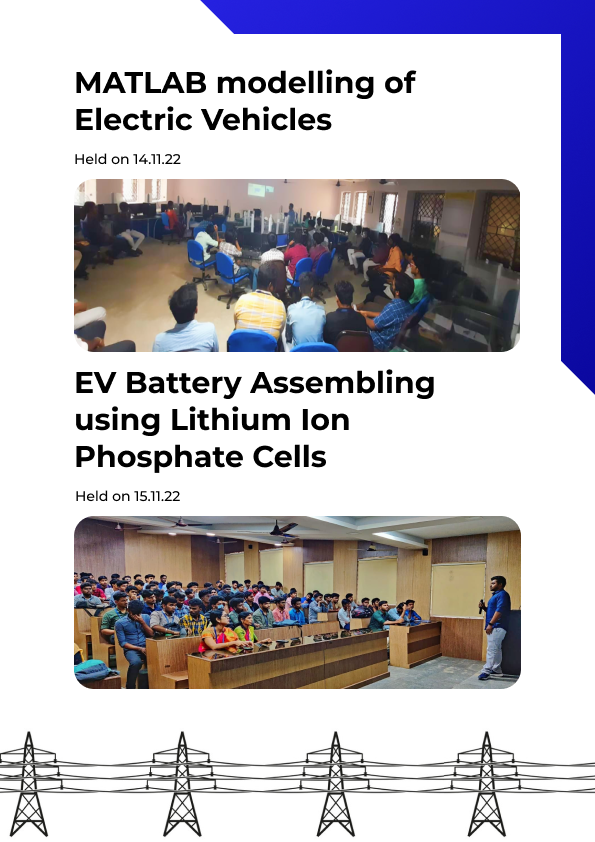 MATLAB modelling of
Electric Vehicles
Held on 14.11.22
EV Battery Assembling
using Lithium Ion
Phosphate Cells
Held on 15.11.22